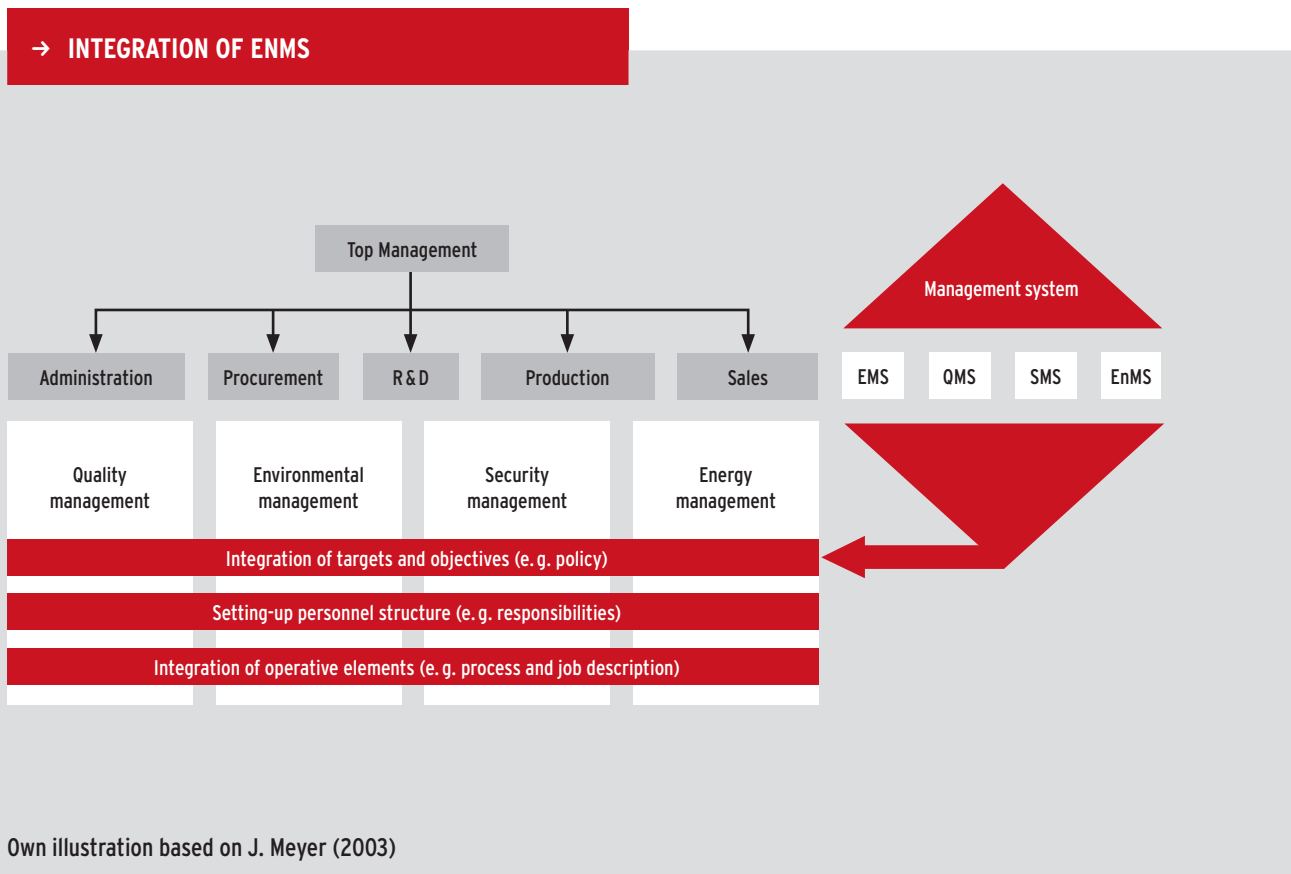 → INTEGRATION OF ENMS
Top Management
Management system
Administration
Procurement
R & D
Production
Sales
EMS
QMS
SMS
EnMS
Quality
management
Environmental
management
Security
management
Energy
management
Integration of targets and objectives (e. g. policy)
Setting-up personnel structure (e. g. responsibilities)
Integration of operative elements (e. g. process and job description)
Own illustration based on J. Meyer (2003)